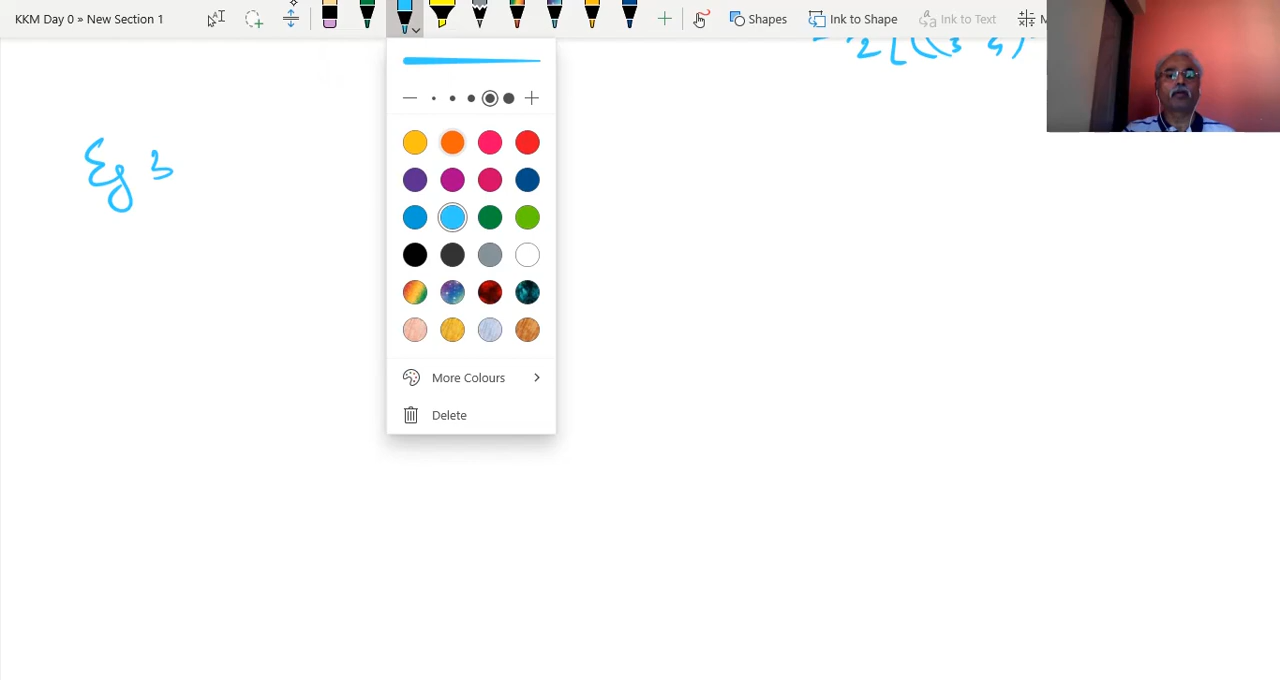 KKM Day 0 » New Section 1
Shapes
Ink to Shape
Ink to Text
M
Eg 3
More Colours
Delete